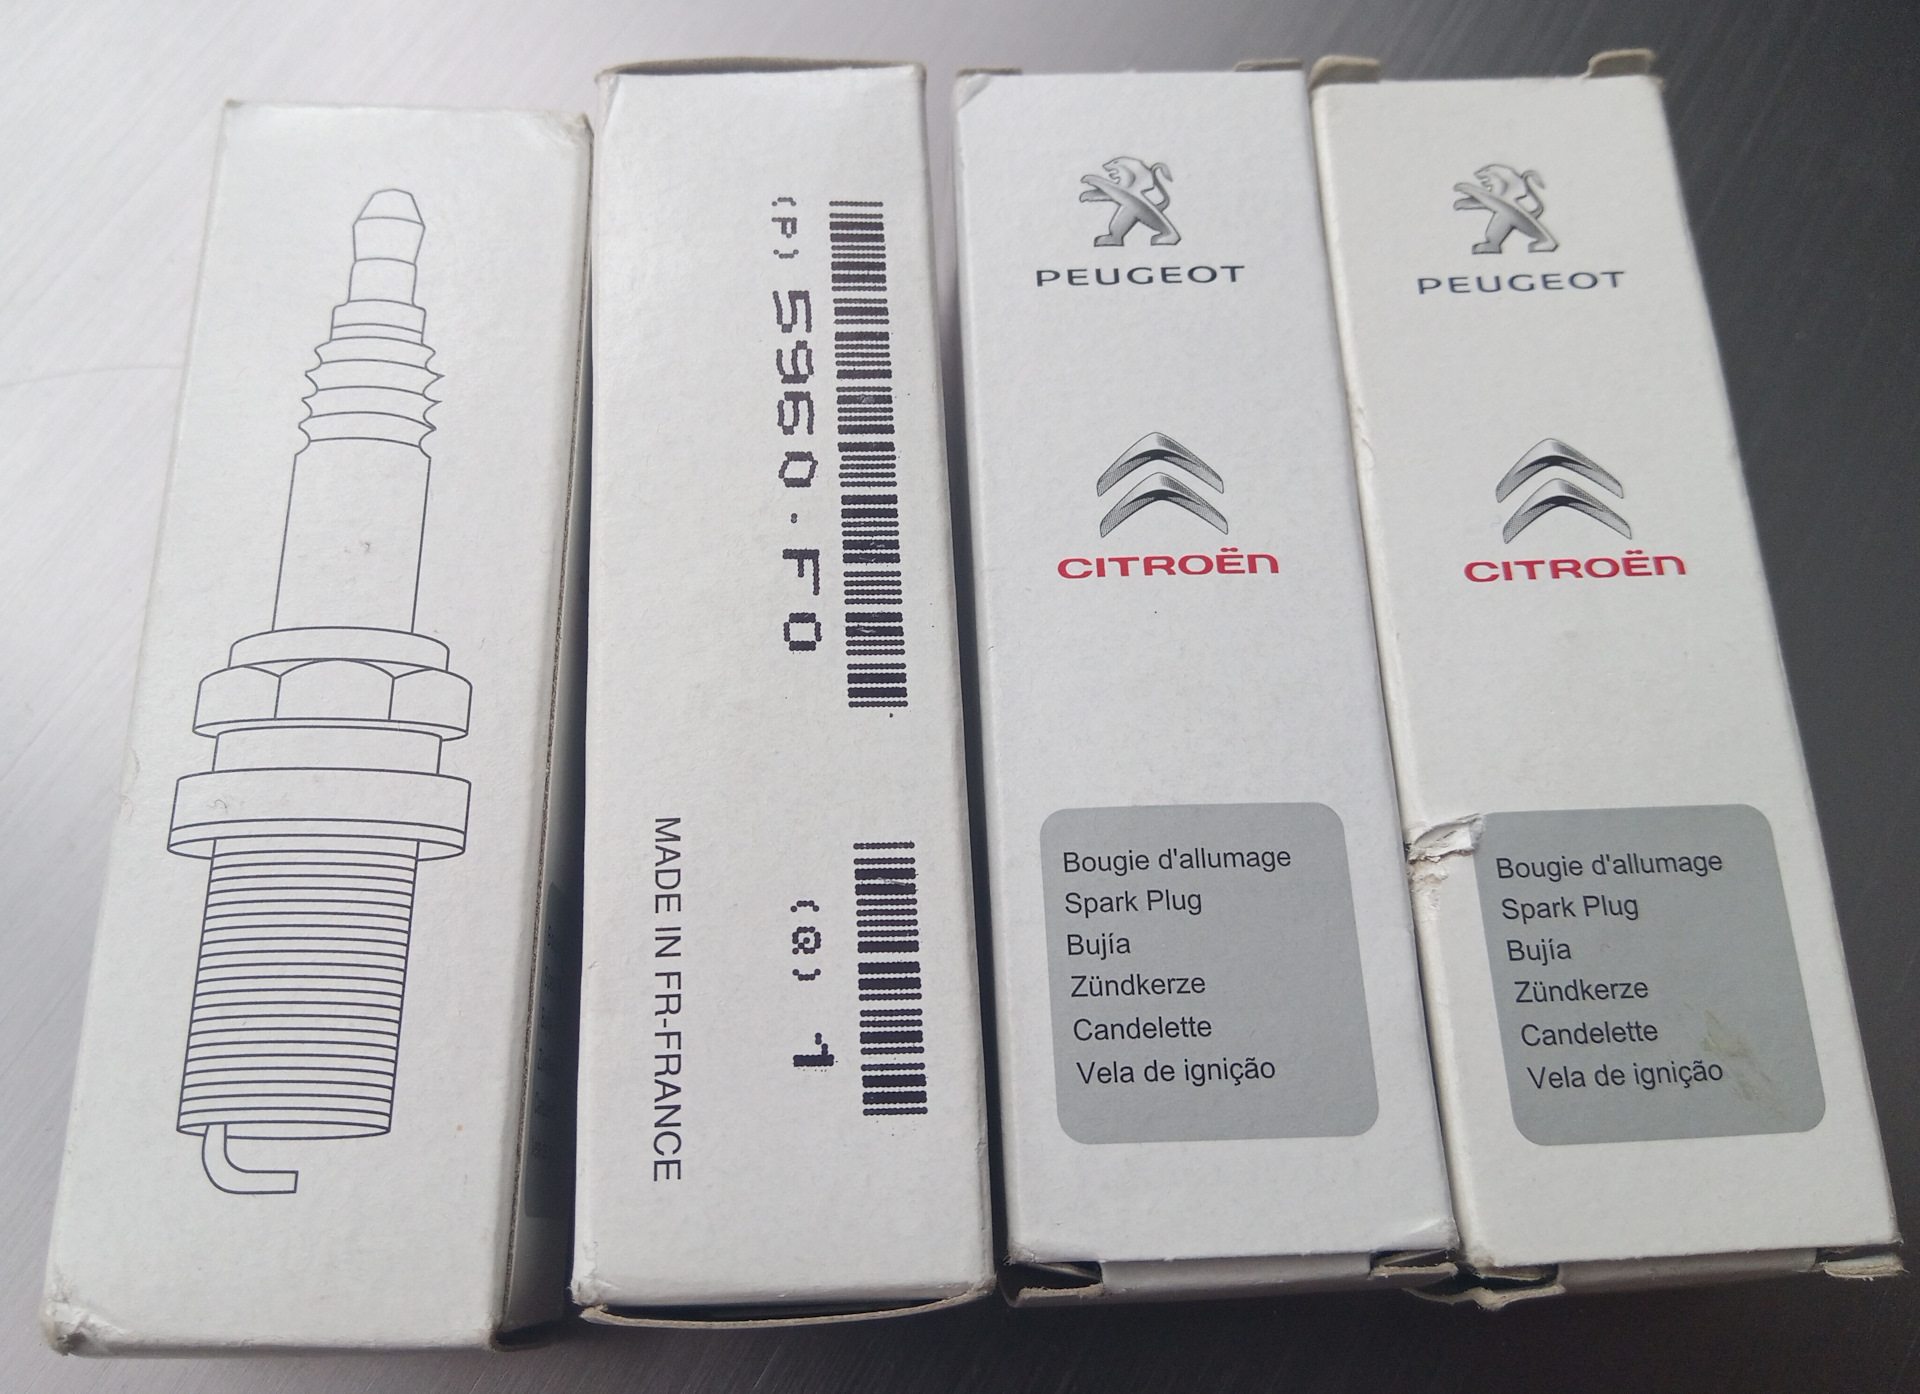 (P) 5960.F0
(Q) 1
MADE IN FR-FRANCE
PEUGEOT
CITROËN
Bougie d'allumage
Spark Plug
Bujía
Zündkerze
Candelette
Vela de ignição
PEUGEOT
CITROËN
Bougie d'allumage
Spark Plug
Bujía
Zündkerze
Candelette
Vela de ignição